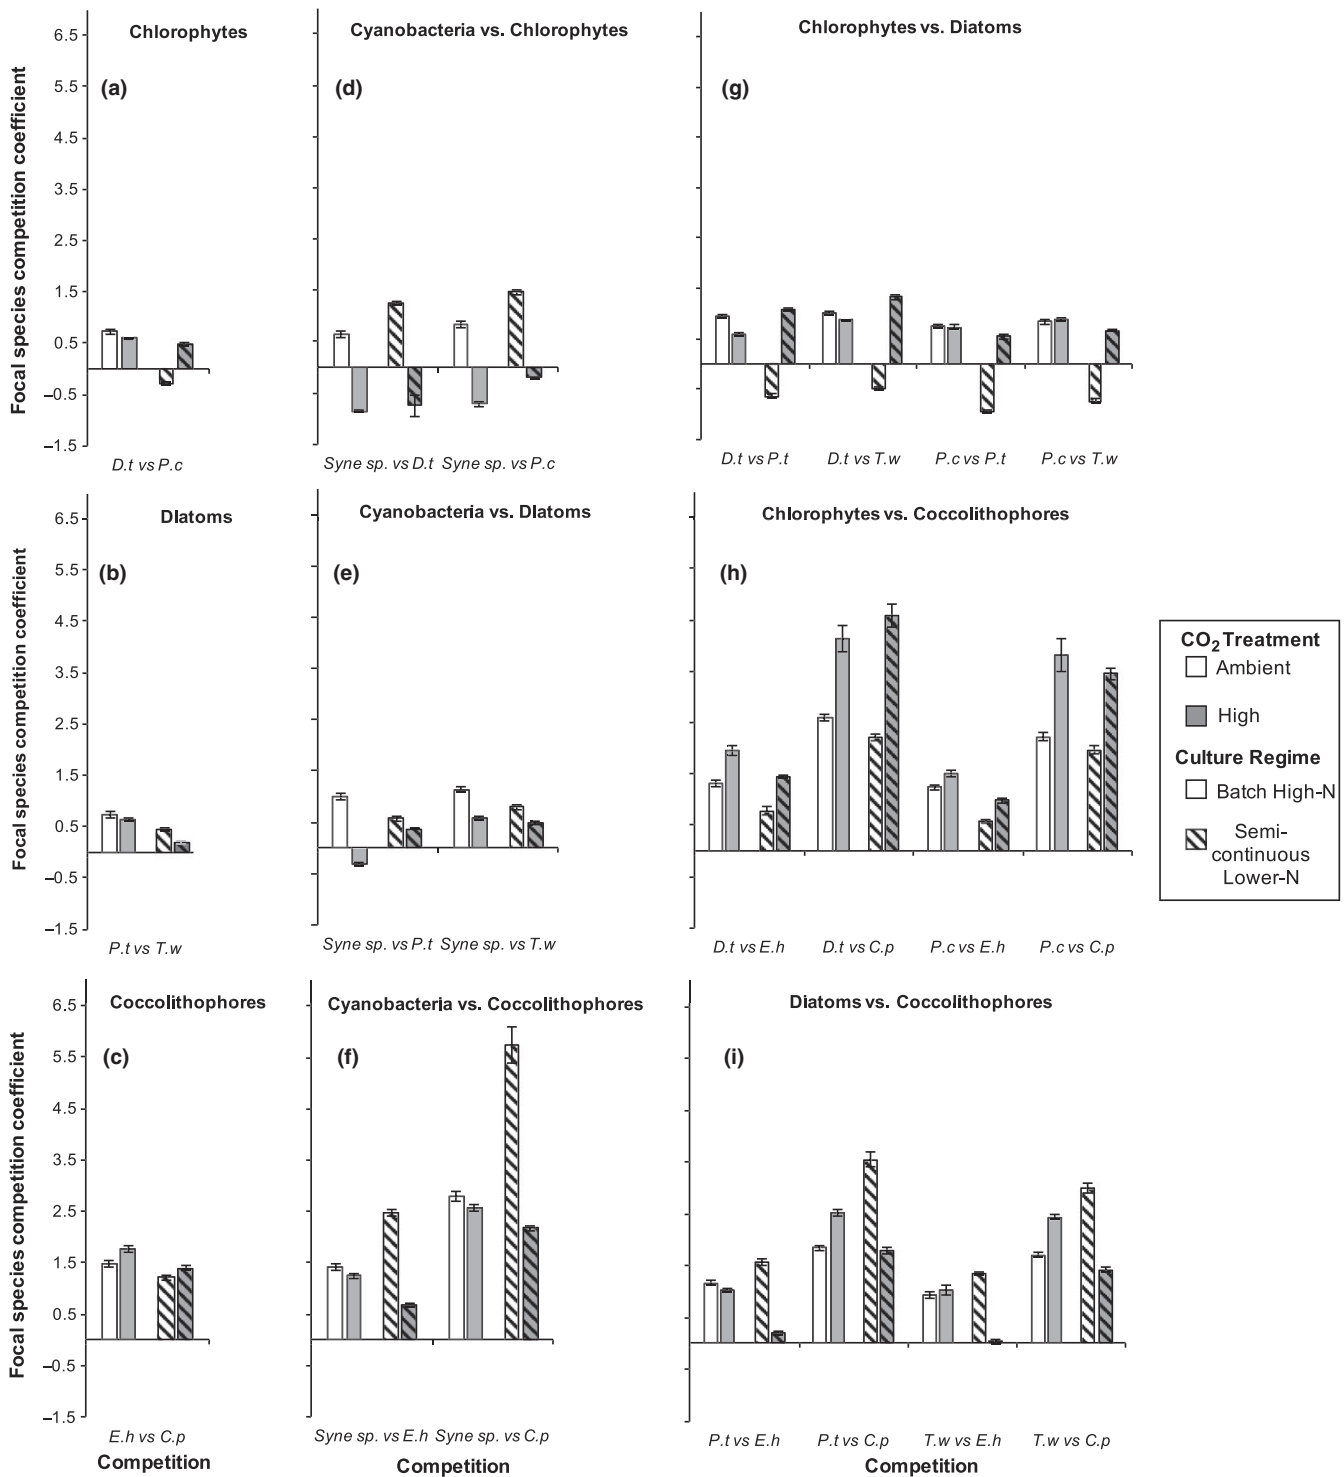 Chlorophytes
Cyanobacteria vs. Chlorophytes
Chlorophytes vs. Diatoms
(a)
(d)
(g)
Focal species competition coefficient
6.5
5.5
4.5
3.5
2.5
1.5
0.5
–0.5
–1.5
D.t vs P.c
Syne sp. vs D.t
Syne sp. vs P.c
D.t vs P.t
D.t vs T.w
P.c vs P.t
P.c vs T.w
DIatoms
Cyanobacteria vs. DIatoms
Chlorophytes vs. Coccolithophores
(b)
(e)
(h)
Focal species competition coefficient
6.5
5.5
4.5
3.5
2.5
1.5
0.5
–0.5
–1.5
P.t vs T.w
Syne sp. vs P.t
Syne sp. vs T.w
D.t vs E.h
D.t vs C.p
P.c vs E.h
P.c vs C.p
CO2 Treatment
Ambient
High
Culture Regime
Batch High-N
Semi-
continuous
Lower-N
Coccolithophores
Cyanobacteria vs. Coccolithophores
Diatoms vs. Coccolithophores
(c)
(f)
(i)
Focal species competition coefficient
6.5
5.5
4.5
3.5
2.5
1.5
0.5
–0.5
–1.5
E.h vs C.p
Syne sp. vs E.h
Syne sp. vs C.p
P.t vs E.h
P.t vs C.p
T.w vs E.h
T.w vs C.p
Competition
Competition
Competition